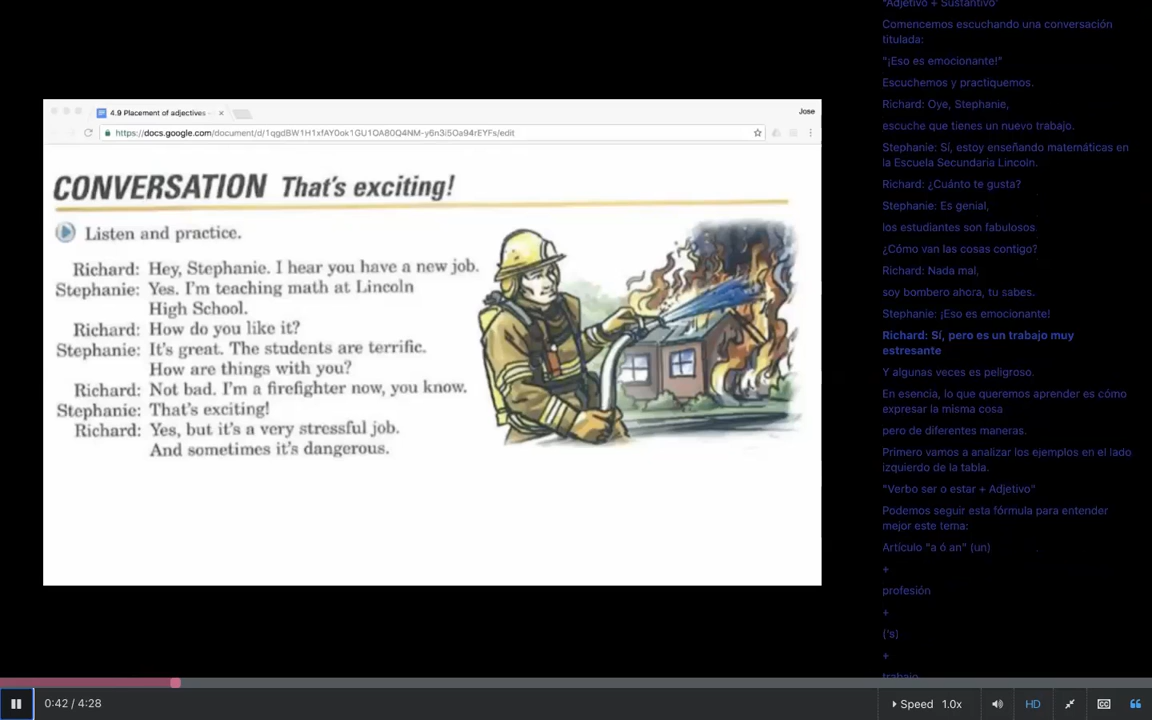 "Adjetivo + Sustantivo"
Comencemos escuchando una conversación
titulada:
"¡Eso es emocionante!"
Escuchemos y practiquemos.
Richard: Oye, Stephanie,
escuche que tienes un nuevo trabajo.
Stephanie: Sí, estoy enseñando matemáticas en
la Escuela Secundaria Lincoln.
Richard: ¿Cuánto te gusta?
Stephanie: Es genial,
los estudiantes son fabulosos
¿Cómo van las cosas contigo?
Richard: Nada mal,
soy bombero ahora, tu sabes.
Stephanie: ¡Eso es emocionante!
Richard: Sí, pero es un trabajo muy
estresante
Y algunas veces es peligroso.
En esencia, lo que queremos aprender es cómo
expresar la misma cosa
pero de diferentes maneras.
Primero vamos a analizar los ejemplos en el lado
izquierdo de la tabla.
"Verbo ser o estar + Adjetivo"
Podemos seguir esta fórmula para entender
mejor este tema:
Artículo "a ó an" (un)
+
profesión
+
('s)
+
trabajo
4.9 Placement of adjectives
Jose
CONVERSATION That's exciting!
Listen and practice.
Richard: Hey, Stephanie. I hear you have a new job.
Stephanie: Yes. I'm teaching math at Lincoln
High School.
Richard: How do you like it?
Stephanie: It's great. The students are terrific.
How are things with you?
Richard: Not bad. I'm a firefighter now, you know.
Stephanie: That's exciting!
Richard: Yes, but it's a very stressful job.
And sometimes it's dangerous.
0:42 / 4:28
Speed 1.0x
HD
CC